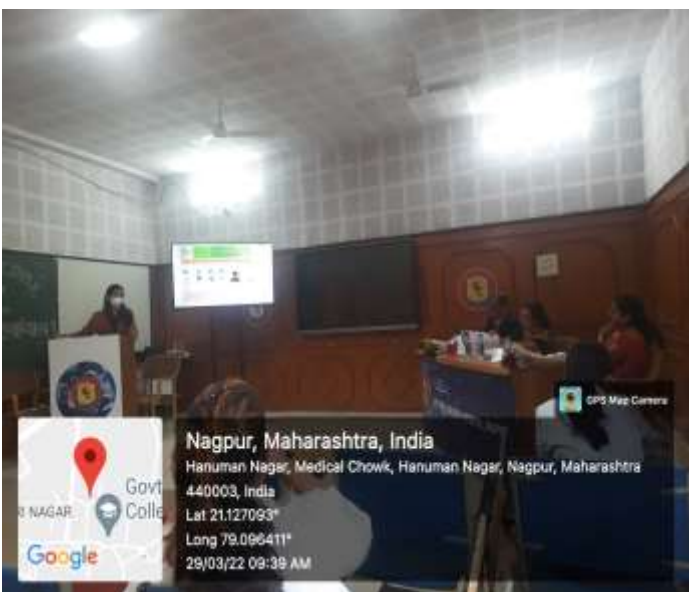 GPS Map Camera
Nagpur, Maharashtra, India
Hanuman Nagar, Medical Chowk, Hanuman Nagar, Nagpur, Maharashtra
440003, India
Lat 21.127093°
Long 79.096411°
29/03/22 09:39 AM
Govt
Colle
NAGAR
Google